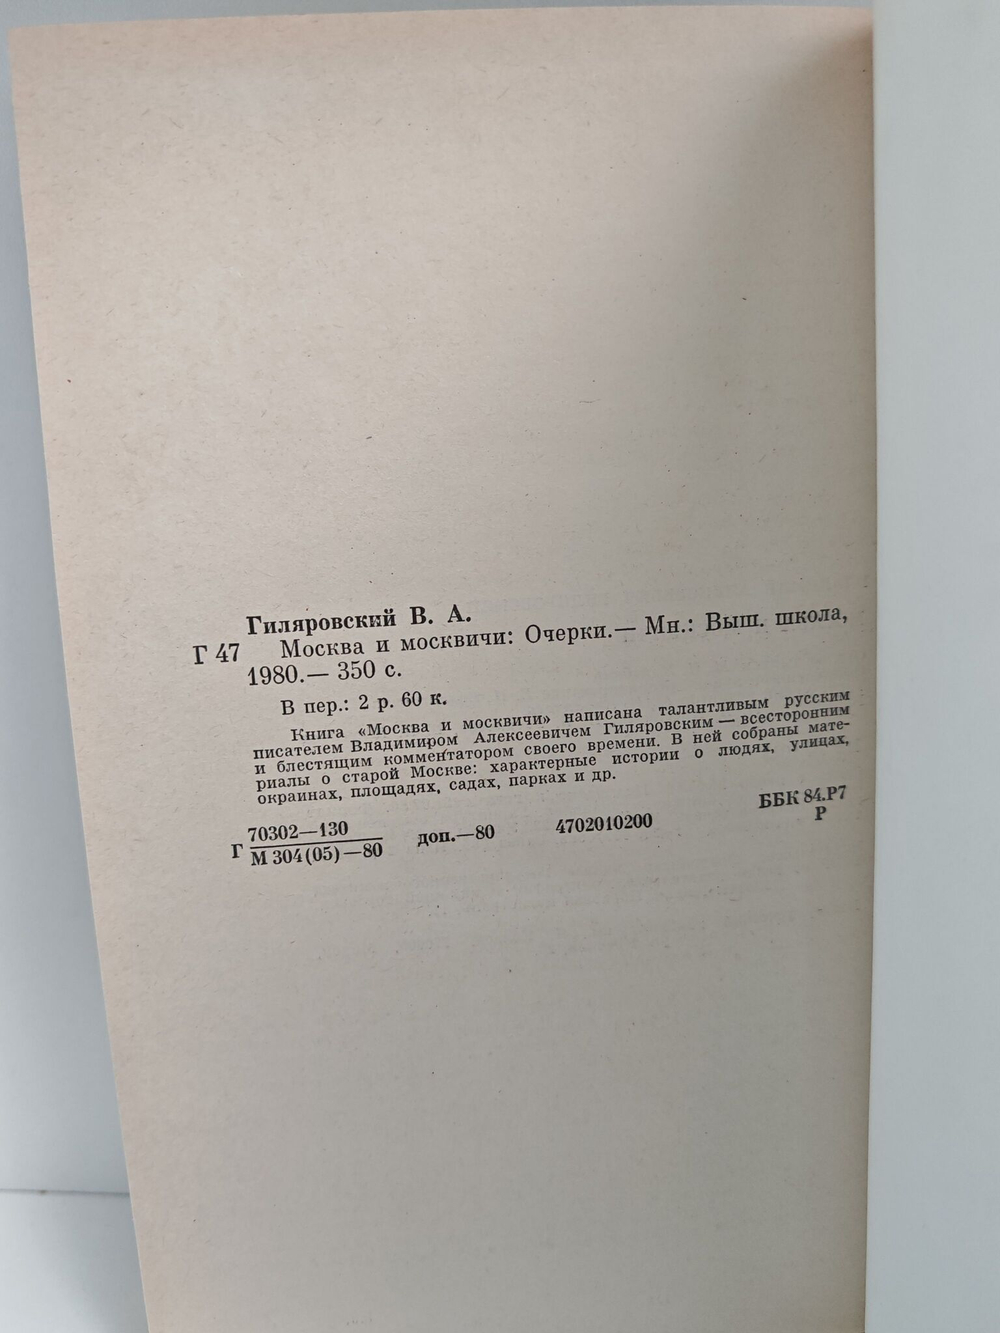 Гиляровский В. А.
Г 47 Москва и москвичи: Очерки.— Мн.: Выш. школа,
1980.— 350 с.
В пер.: 2 р. 60 к.
Книга «Москва и москвичи» написана талантливым русским
писателем Владимиром Алексеевичем Гиляровским — всесторонним
и блестящим комментатором своего времени. В ней собраны мате-
риалы о старой Москве: характерные истории о людях, улицах,
окраинах, площадях, садах, парках и др.
Г 70302—130
М 304(05)—80 доп.—80 4702010200 ББК 84.Р7
Р